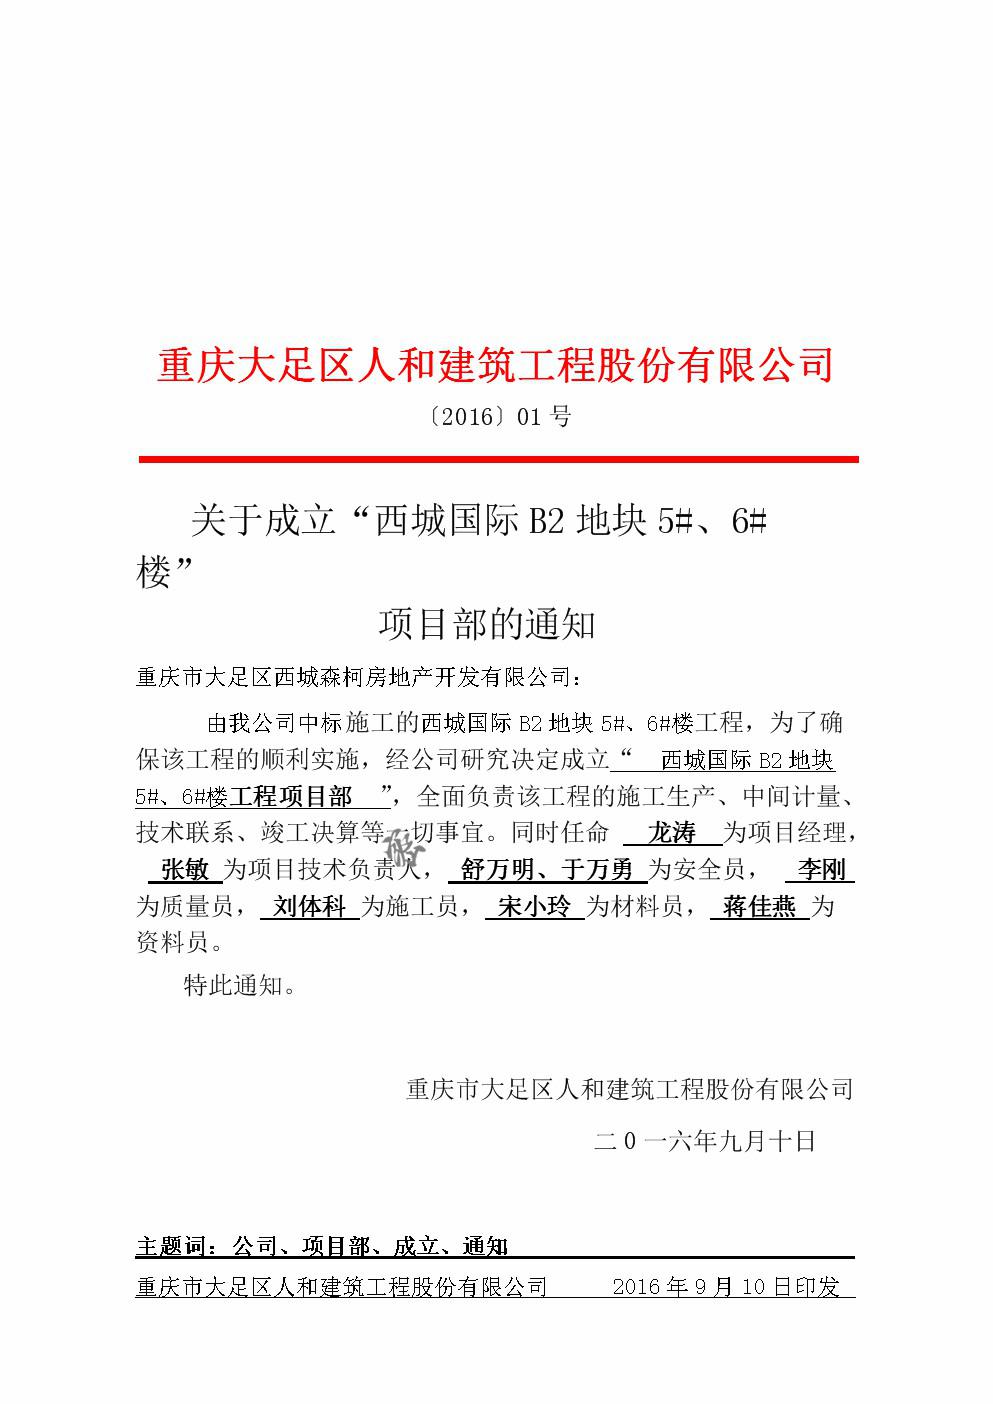 重庆大足区人和建筑工程股份有限公司
〔2016〕01 号
关于成立“西城国际 B2 地块 5#、6#
楼”
项目部的通知
重庆市大足区西城森柯房地产开发有限公司：
由我公司中标施工的西城国际 B2 地块 5#、6#楼工程，为了确
保该工程的顺利实施，经公司研究决定成立“ 西城国际 B2 地块
5#、6#楼工程项目部 ”，全面负责该工程的施工生产、中间计量、
技术联系、竣工决算等一切事宜。同时任命 龙涛 为项目经理，
张敏 为项目技术负责人， 舒万明、于万勇 为安全员， 李刚
为质量员， 刘体科 为施工员， 宋小玲 为材料员， 蒋佳燕 为
资料员。
特此通知。
重庆市大足区人和建筑工程股份有限公司
二 0 一六年九月十日
主题词：公司、项目部、成立、通知
重庆市大足区人和建筑工程股份有限公司 2016 年 9 月 10 日印发